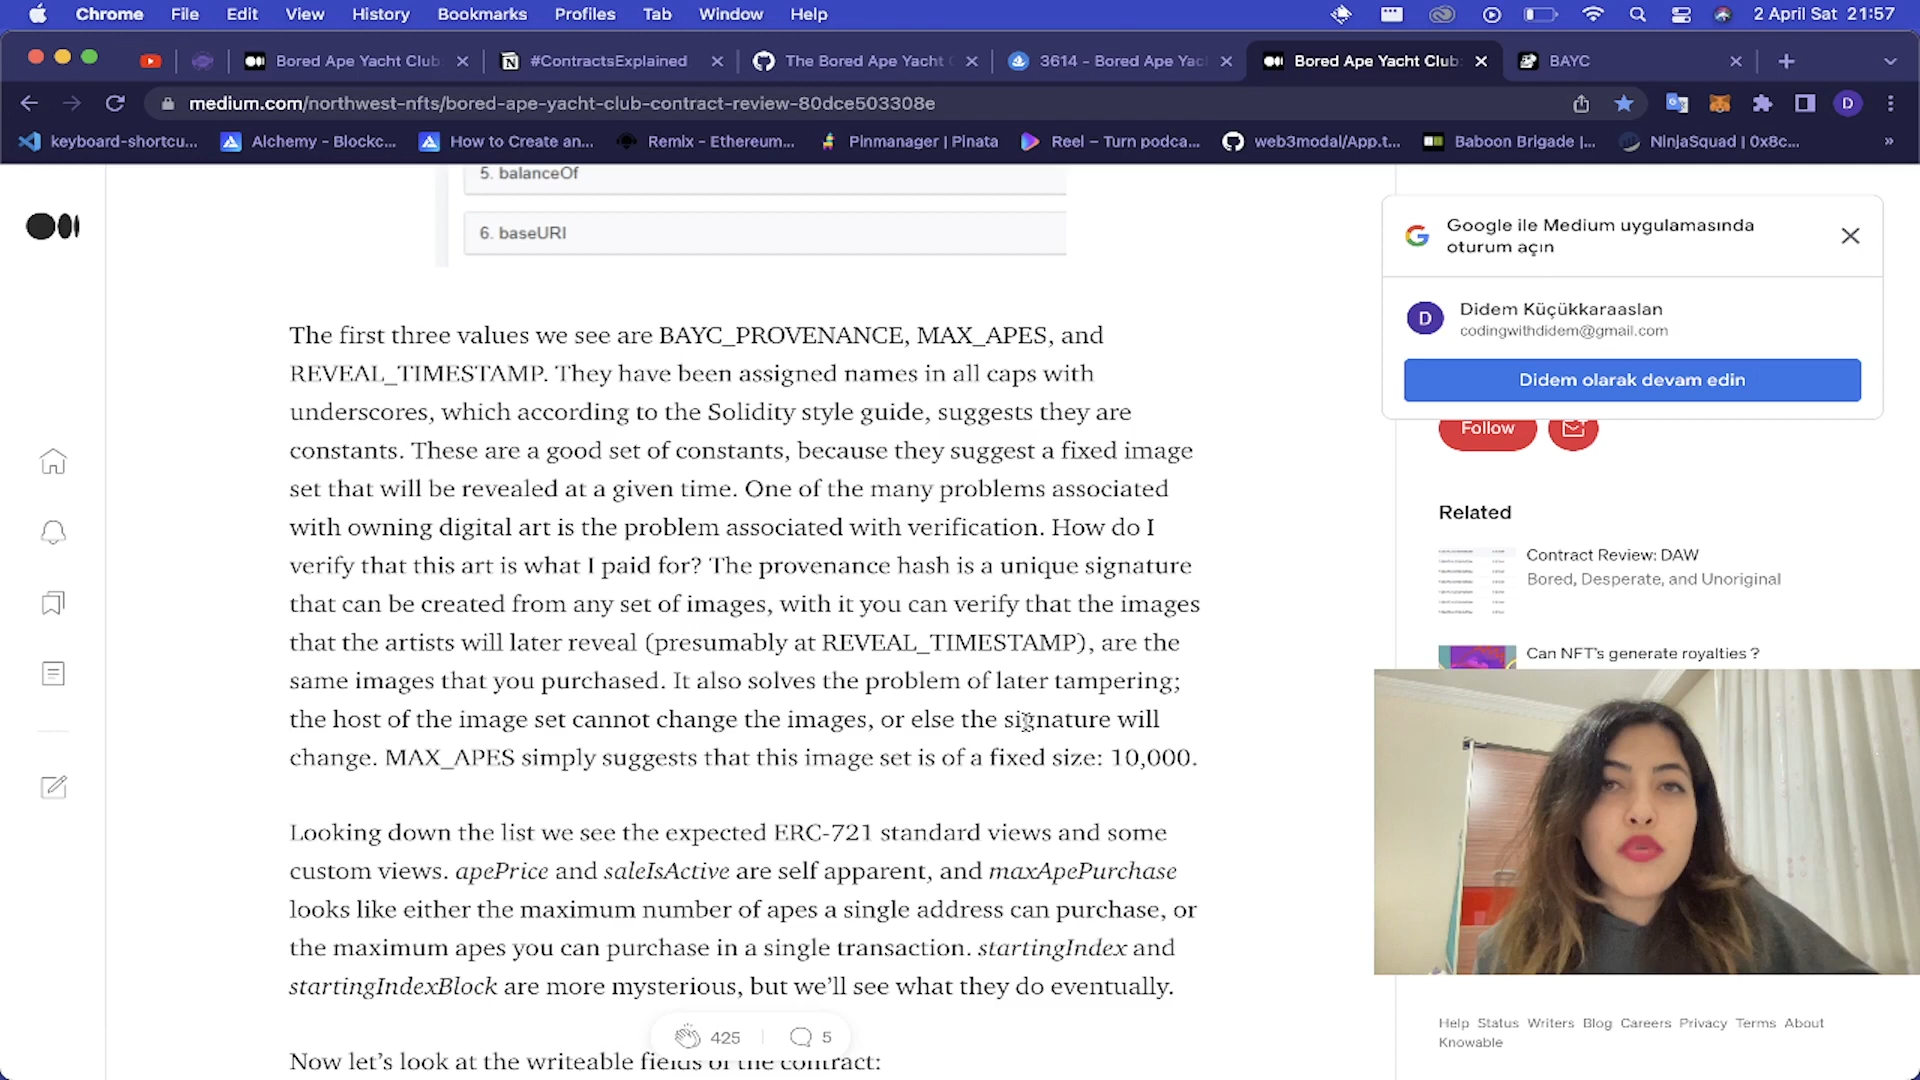 Chrome File Edit View History Bookmarks Profiles Tab Window Help
2 April Sat 21:57
Bored Ape Yacht Club:
#ContractsExplained
The Bored Ape Yacht C
3614 - Bored Ape Yac
Bored Ape Yacht Club:
BAYC
medium.com/northwest-nfts/bored-ape-yacht-club-contract-review-80dce503308e
D
keyboard-shortcu...
Alchemy - Blockc...
How to Create an...
Remix - Ethereum...
Pinmanager | Pinata
Reel – Turn podca...
web3modal/App.t...
Baboon Brigade |...
NinjaSquad | 0x8c...
»
5. balanceOf
6. baseURI
The first three values we see are BAYC_PROVENANCE, MAX_APES, and
REVEAL_TIMESTAMP. They have been assigned names in all caps with
underscores, which according to the Solidity style guide, suggests they are
constants. These are a good set of constants, because they suggest a fixed image
set that will be revealed at a given time. One of the many problems associated
with owning digital art is the problem associated with verification. How do I
verify that this art is what I paid for? The provenance hash is a unique signature
that can be created from any set of images, with it you can verify that the images
that the artists will later reveal (presumably at REVEAL_TIMESTAMP), are the
same images that you purchased. It also solves the problem of later tampering;
the host of the image set cannot change the images, or else the signature will
change. MAX_APES simply suggests that this image set is of a fixed size: 10,000.
Looking down the list we see the expected ERC-721 standard views and some
custom views. apePrice and saleIsActive are self apparent, and maxApePurchase
looks like either the maximum number of apes a single address can purchase, or
the maximum apes you can purchase in a single transaction. startingIndex and
startingIndexBlock are more mysterious, but we'll see what they do eventually.
425
5
Now let's look at the writeable fields of the contract:
Google ile Medium uygulamasında
oturum açın
D
Didem Küçükkaraaslan
codingwithdidem@gmail.com
Didem olarak devam edin
Follow
Related
Contract Review: DAW
Bored, Desperate, and Unoriginal
Can NFT's generate royalties ?
Help Status Writers Blog Careers Privacy Terms About
Knowable